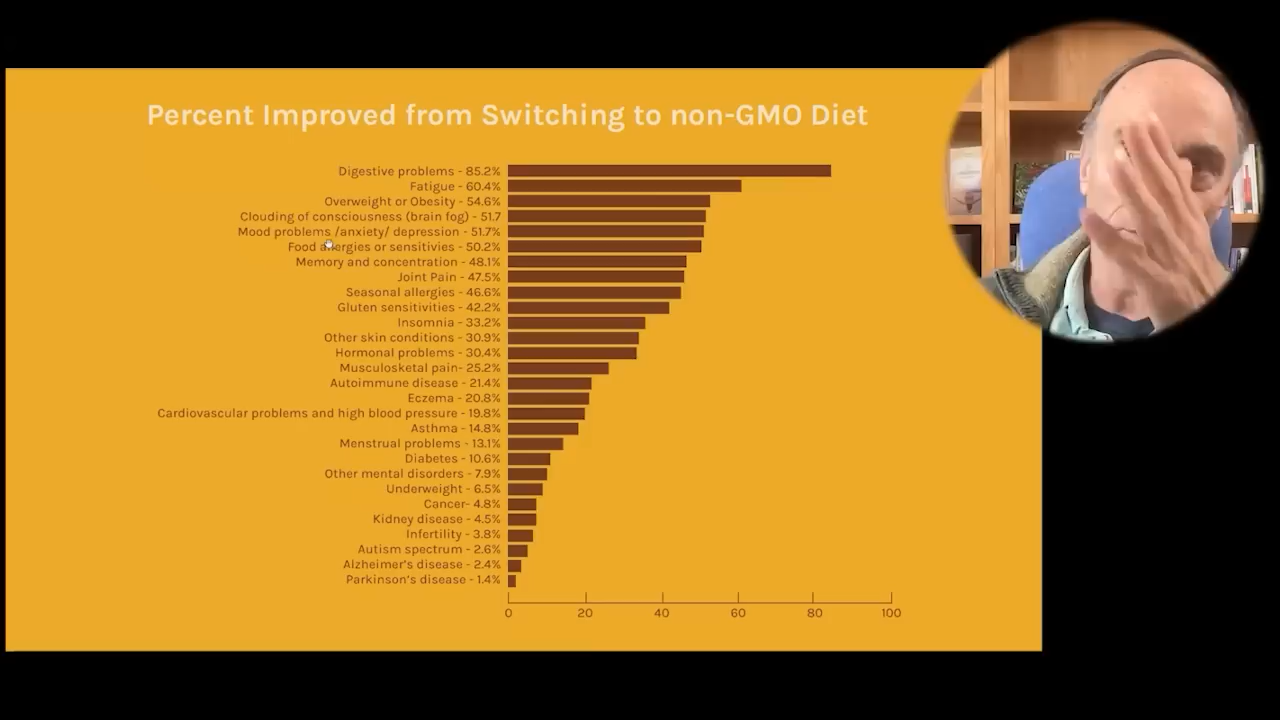 Percent Improved from Switching to non-GMO Diet
Digestive problems - 85.2%
Fatigue - 60.4%
Overweight or Obesity - 54.6%
Clouding of consciousness (brain fog) - 51.7
Mood problems /anxiety/ depression - 51.7%
Food allergies or sensitivies - 50.2%
Memory and concentration - 48.1%
Joint Pain - 47.5%
Seasonal allergies - 46.6%
Gluten sensitivities - 42.2%
Insomnia - 33.2%
Other skin conditions - 30.9%
Hormonal problems - 30.4%
Musculosketal pain- 25.2%
Autoimmune disease - 21.4%
Eczema - 20.8%
Cardiovascular problems and high blood pressure - 19.8%
Asthma - 14.8%
Menstrual problems - 13.1%
Diabetes - 10.6%
Other mental disorders - 7.9%
Underweight - 6.5%
Cancer- 4.8%
Kidney disease - 4.5%
Infertility - 3.8%
Autism spectrum - 2.6%
Alzheimer's disease - 2.4%
Parkinson's disease - 1.4%
0 20 40 60 80 100